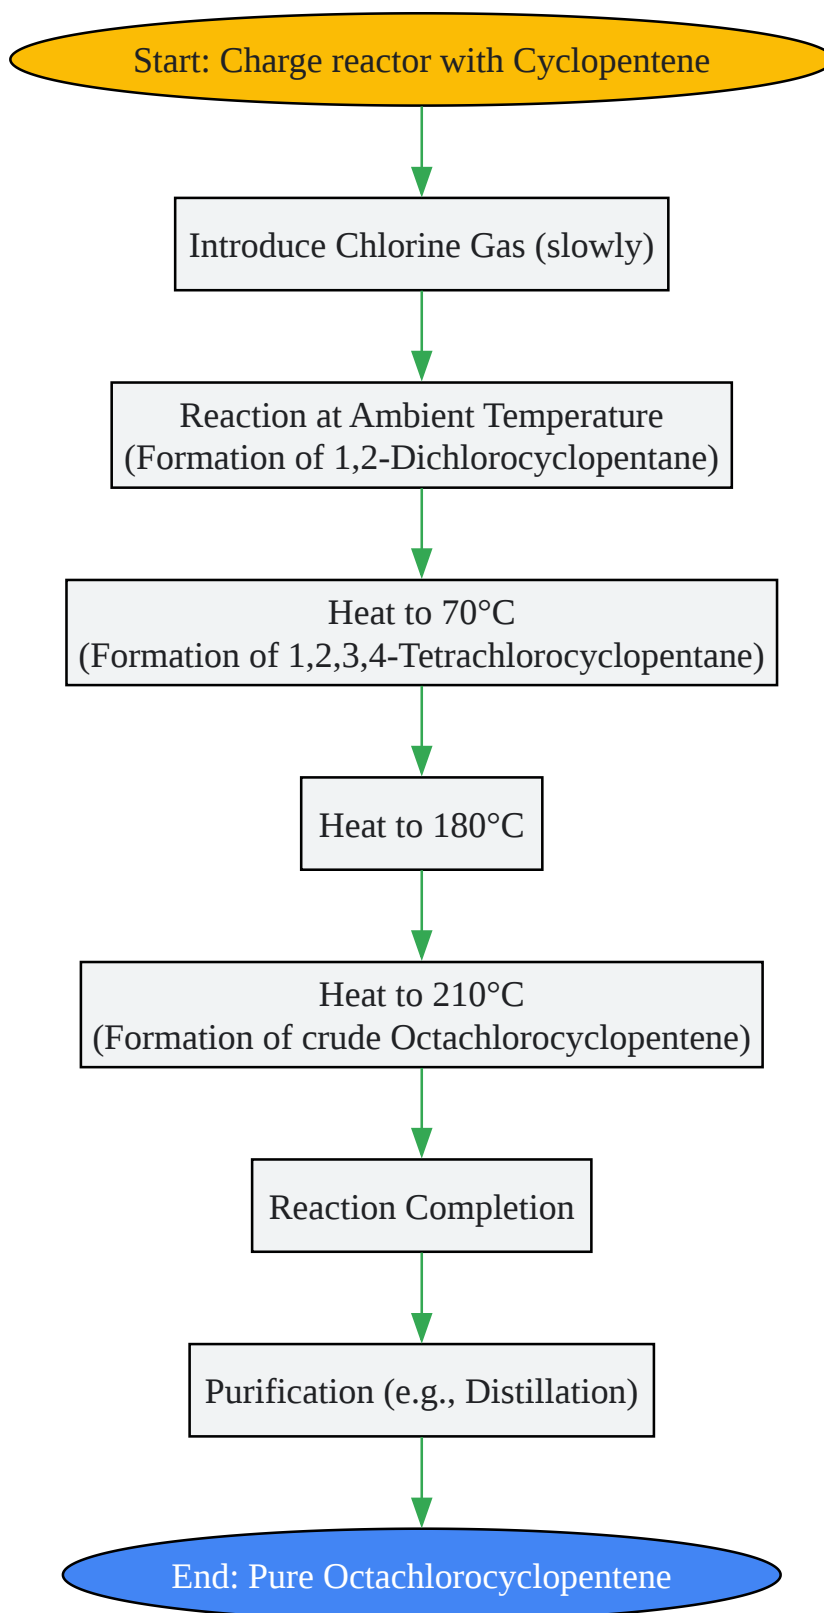 Start: Charge reactor with Cyclopentene
Introduce Chlorine Gas (slowly)
Reaction at Ambient Temperature
(Formation of 1,2-Dichlorocyclopentane)
Heat to 70°C
(Formation of 1,2,3,4-Tetrachlorocyclopentane)
Heat to 180°C
Heat to 210°C
(Formation of crude Octachlorocyclopentene)
Reaction Completion
Purification (e.g., Distillation)
End: Pure Octachlorocyclopentene